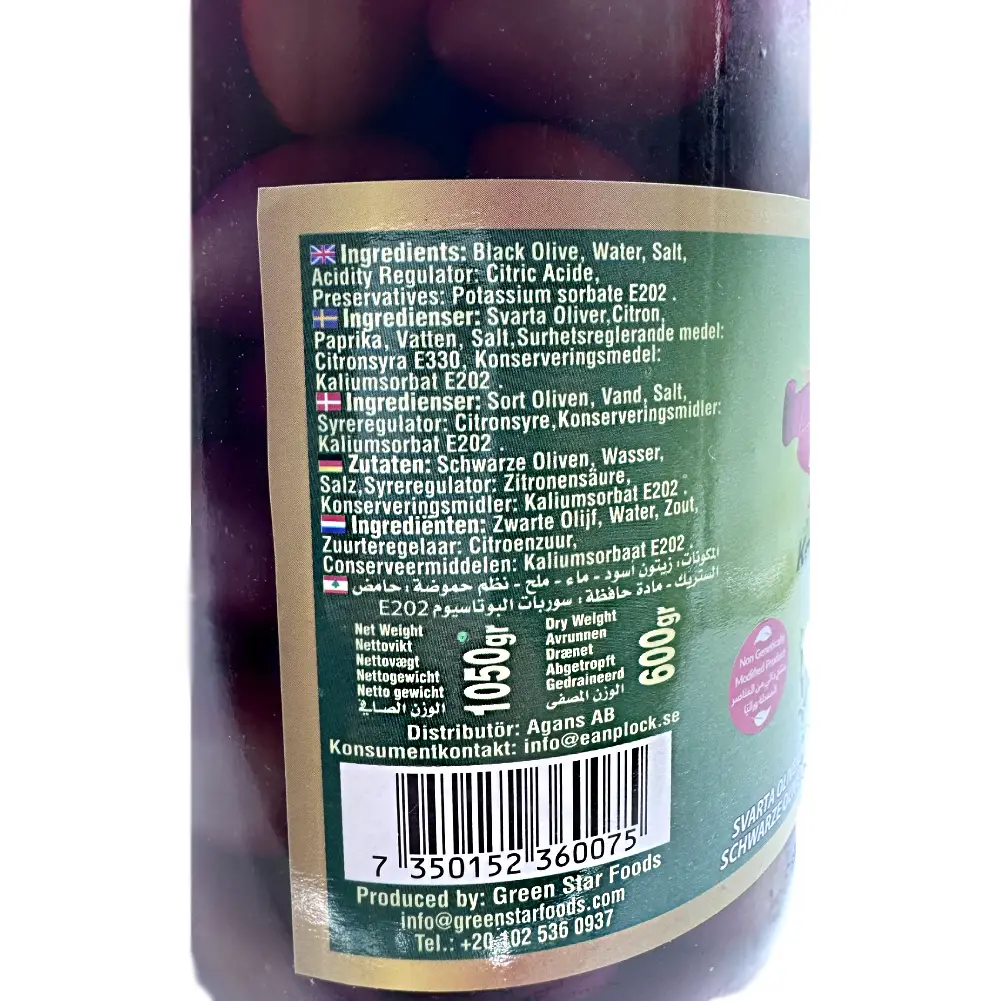 Ingredients: Black Olive, Water, Salt,
Acidity Regulator: Citric Acide,
Preservatives: Potassium sorbate E202 .
Ingredienser: Svarta Oliver,Citron,
Paprika, Vatten, Salt.Surhetsreglerande medel:
Citronsyra E330, Konserveringsmedel:
Kaliumsorbat E202 .
Ingredienser: Sort Oliven, Vand, Salt,
Syreregulator: Citronsyre,Konserveringsmidler:
Kaliumsorbat E202 .
Zutaten: Schwarze Oliven, Wasser,
Salz,Syreregulator: Zitronensäure,
Konserveringsmidler: Kaliumsorbat E202 .
Ingrediënten: Zwarte Olijf, Water, Zout,
Zuurteregelaar: Citroenzuur,
Conserveermiddelen: Kaliumsorbaat E202 .
المكونات: زيتون أسود - ماء - ملح - نظم حموضة : حامض
الستريك - مادة حافظة : سوربات البوتاسيوم E202
Net Weight
Nettovikt
Nettovægt
Nettogewicht
Netto gewicht
الوزن الصافي
1050gr
Dry Weight
Avrunnen
Drænet
Abgetropft
Gedraineerd
الوزن المصفى
600gr
Distributör: Agans AB
Konsumentkontakt: info@eanplock.se
7 350152 360075
Produced by: Green Star Foods
info@greenstarfoods.com
Tel.: +20 102 536 0937
Non Genetically
Modified Product
SVARTA
SCHWARZE